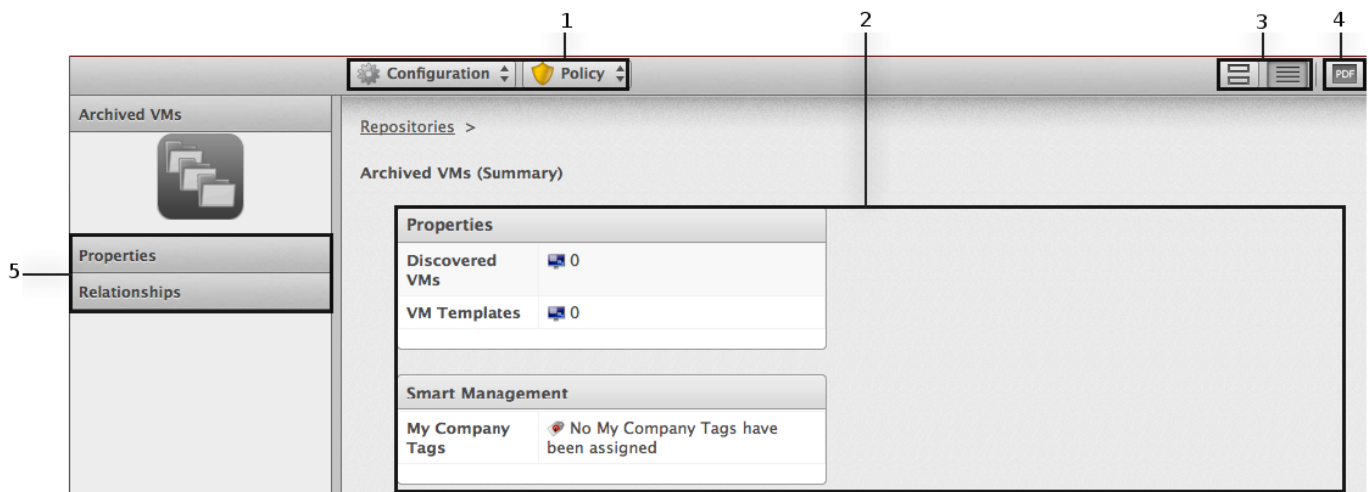 1
2
3
4
Configuration
Policy
PDF
Archived VMs
Repositories >
Archived VMs (Summary)
Properties
Discovered VMs
0
VM Templates
0
5
Properties
Relationships
Smart Management
My Company Tags
No My Company Tags have
been assigned